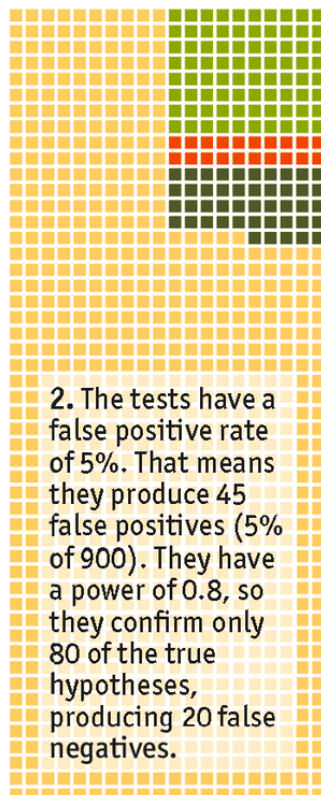 2. The tests have a
false positive rate
of 5%. That means
they produce 45
false positives (5%
of 900). They have
a power of 0.8, so
they confirm only
80 of the true
hypotheses,
producing 20 false
negatives.